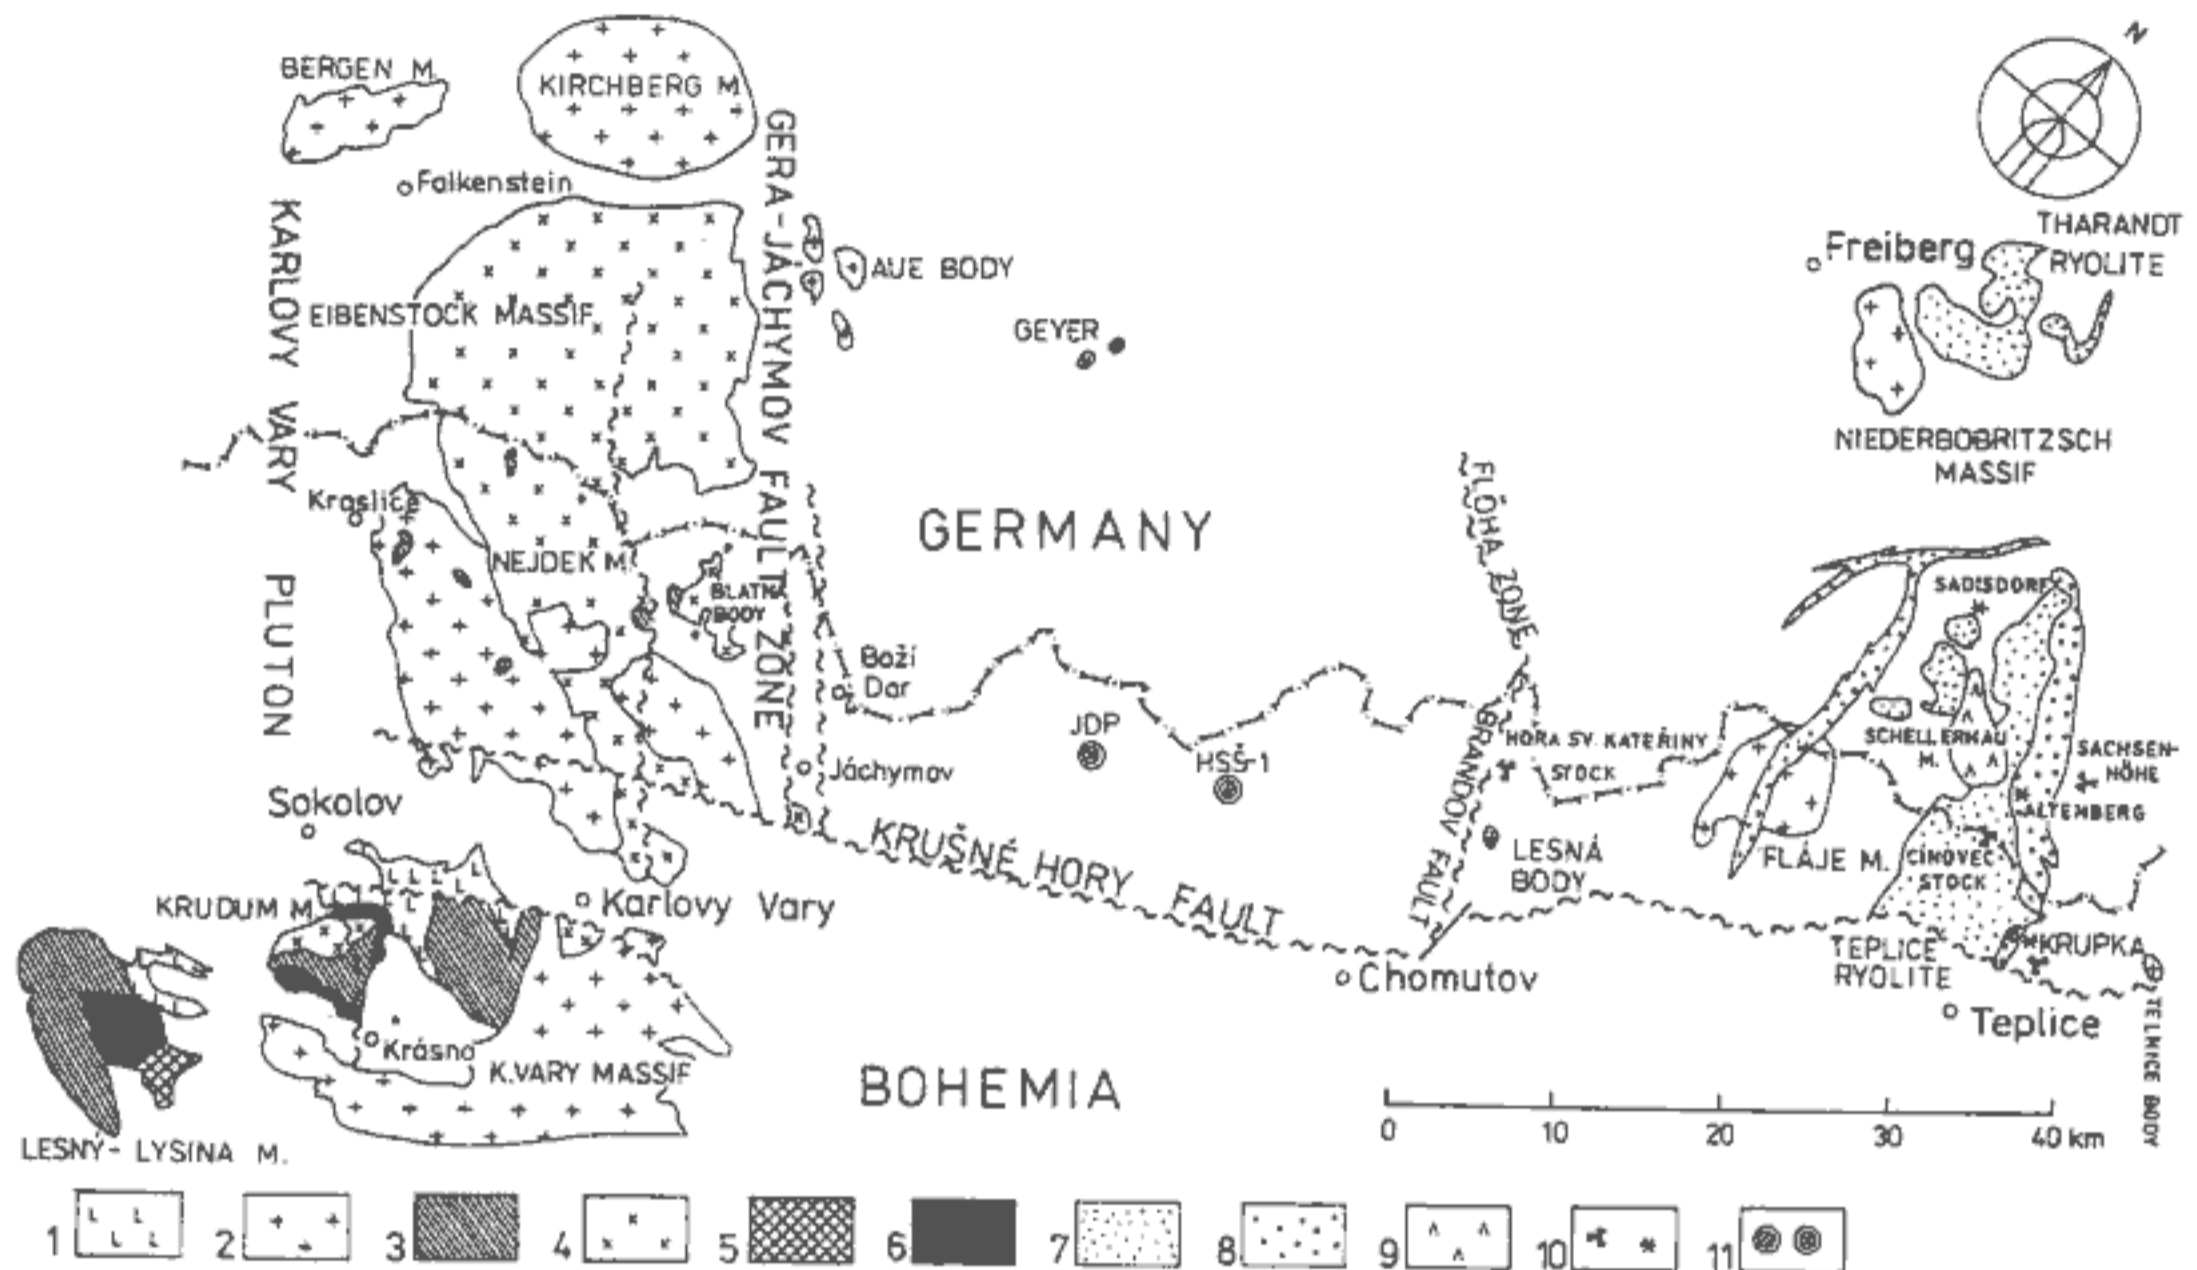 N
BERGEN M.
KIRCHBERG M
Falkenstein
KARLOVY VARY PLUTON
GERA-JÁCHYMOV FAULT ZONE
AUE BODY
EIBENSTOCK MASSIF
GEYER
Freiberg
THARANDT
RYOLITE
NIEDERBOBRITZSCH
MASSIF
Kraslice
NEJDEK M.
BLATNÁ
BODY
GERMANY
FLÖHA ZONE
SADISDORF
Boží
Dar
JDP
HSŠ-1
Jáchymov
BRANDOV FAULT
HORA SV. KATEŘINY
STOCK
SCHELLERHAU
M.
SACHSEN-
HÖHE
ALTEMBERG
Sokolov
KRUŠNÉ HORY FAULT
LESNÁ
BODY
FLÁJE M.
CÍNOVEC
STOCK
KRUDUM M.
Karlovy Vary
Chomutov
TEPLICE
RYOLITE
KRUPKA
Teplice
TELNICE BODY
Krásno
K.VARY MASSIF
BOHEMIA
LESNÝ-LYSINA M.
0 10 20 30 40 km
1 2 3 4 5 6 7 8 9 10 11